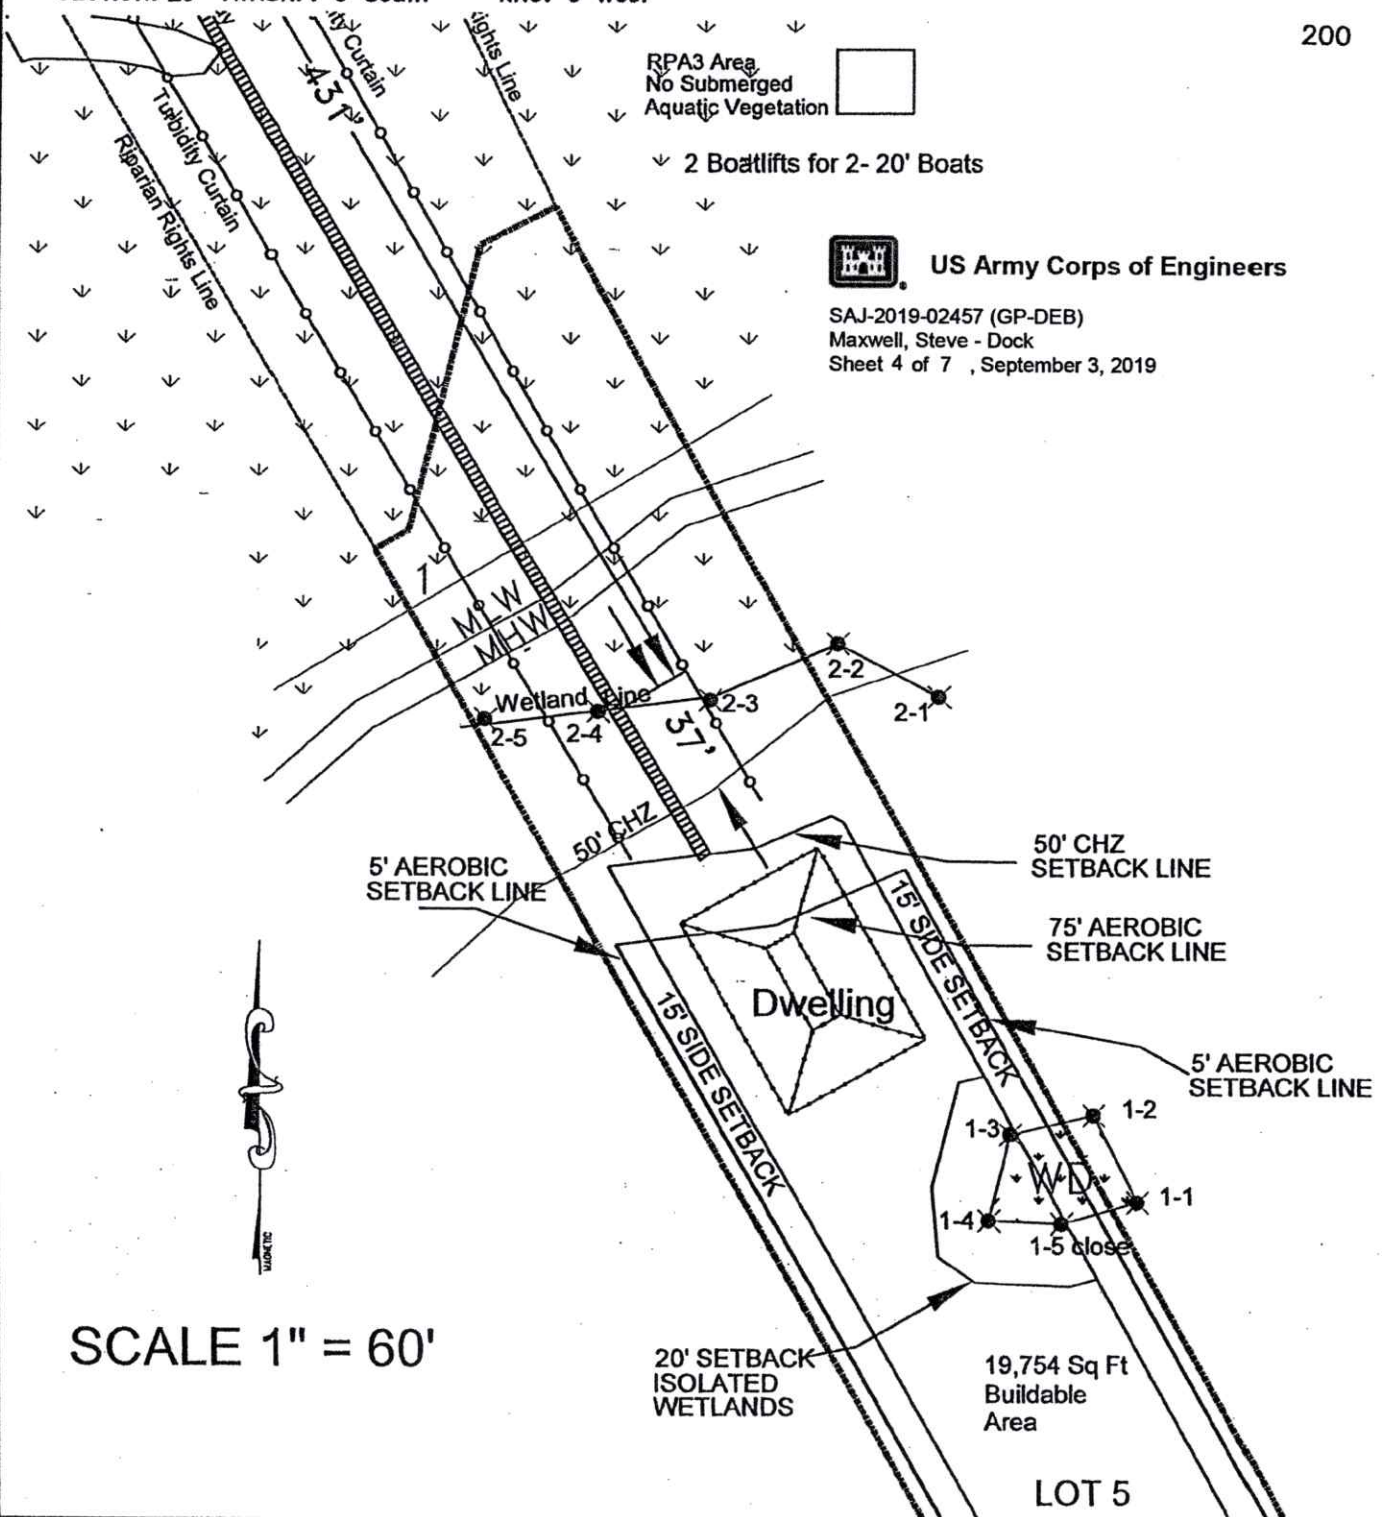 200
431'
Turbidity Curtain
Riparian Rights Line
ights Line
RPA3 Area
No Submerged
Aquatic Vegetation
2 Boatlifts for 2- 20' Boats
US Army Corps of Engineers
SAJ-2019-02457 (GP-DEB)
Maxwell, Steve - Dock
Sheet 4 of 7 , September 3, 2019
1
MLW
MHW
Wetland Line
2-5
2-4
2-3
2-2
2-1
37'
50' CHZ
5' AEROBIC
SETBACK LINE
50' CHZ
SETBACK LINE
75' AEROBIC
SETBACK LINE
15' SIDE SETBACK
Dwelling
15' SIDE SETBACK
5' AEROBIC
SETBACK LINE
1-3
1-2
WD
1-1
1-4
1-5 close
MAGNETIC
SCALE 1" = 60'
20' SETBACK
ISOLATED
WETLANDS
19,754 Sq Ft
Buildable
Area
LOT 5